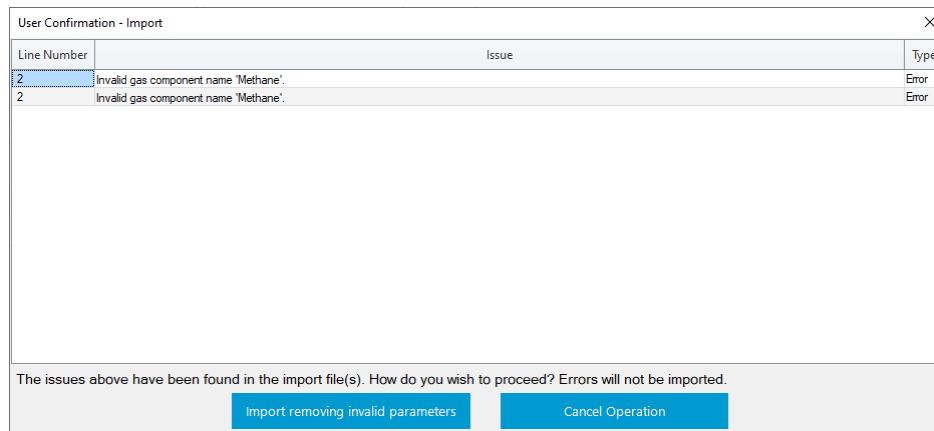 User Confirmation - Import
Line Number Issue Type
2 Invalid gas component name 'Methane'. Error
2 Invalid gas component name 'Methane'. Error
The issues above have been found in the import file(s). How do you wish to proceed? Errors will not be imported.
Import removing invalid parameters Cancel Operation